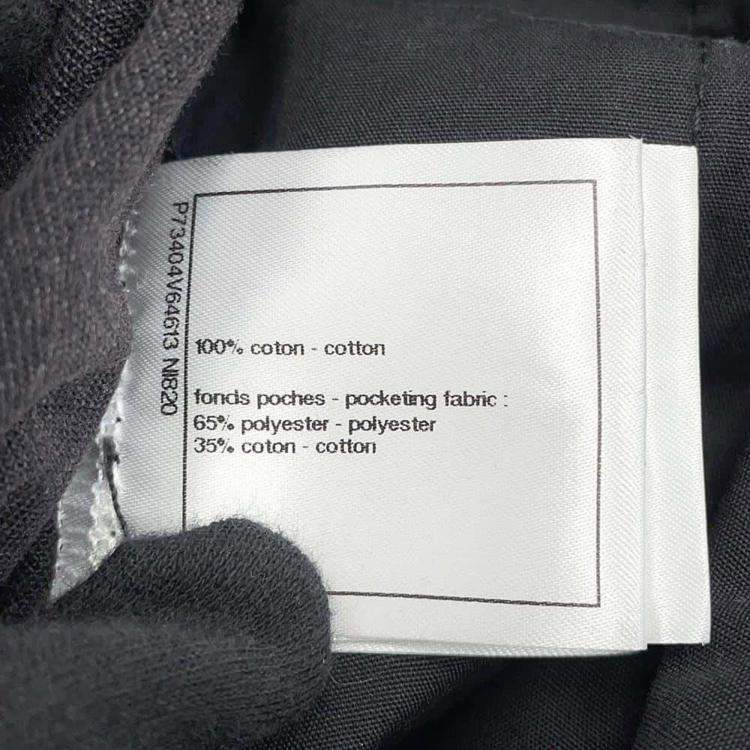 P73404V64613 NI820
100% coton - cotton
fonds poches - pocketing fabric :
65% polyester - polyester
35% coton - cotton